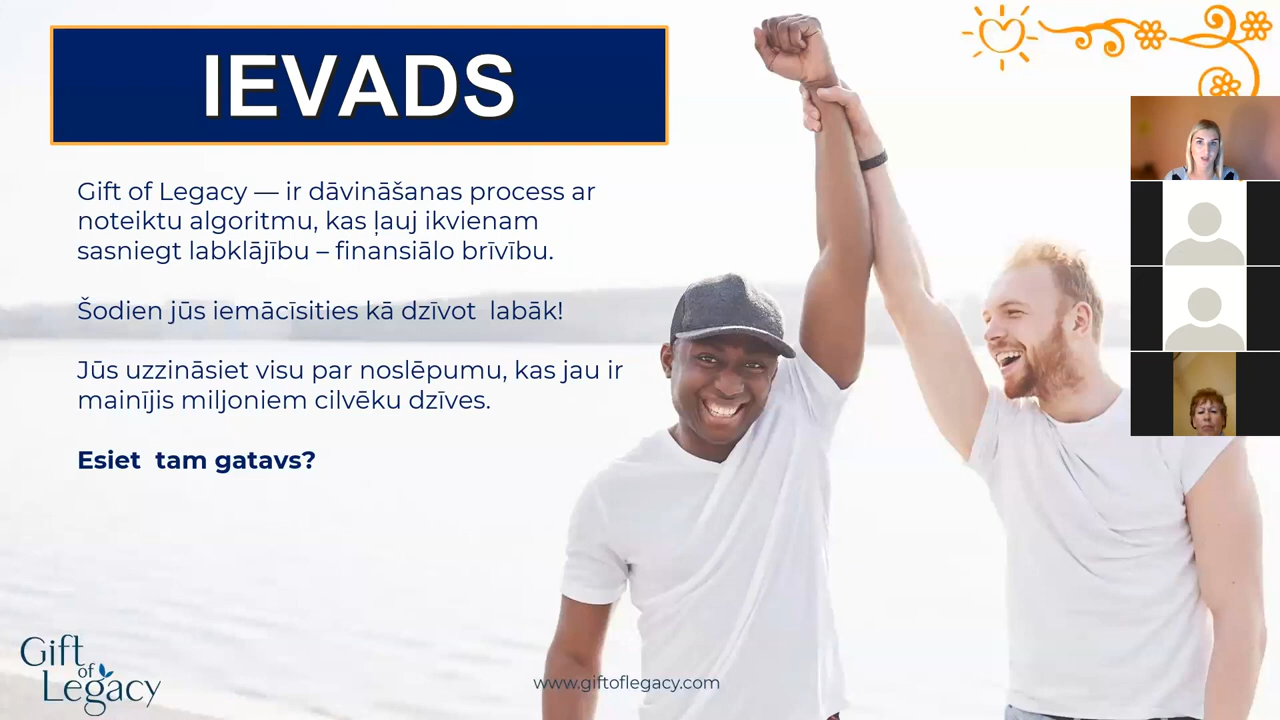 IEVADS
Gift of Legacy — ir dāvināšanas process ar
noteiktu algoritmu, kas ļauj ikvienam
sasniegt labklājību – finansiālo brīvību.
Šodien jūs iemācīsities kā dzīvot labāk!
Jūs uzzināsiet visu par noslēpumu, kas jau ir
mainījis miljoniem cilvēku dzīves.
Esiet tam gatavs?
Gift
of
Legacy
www.giftoflegacy.com